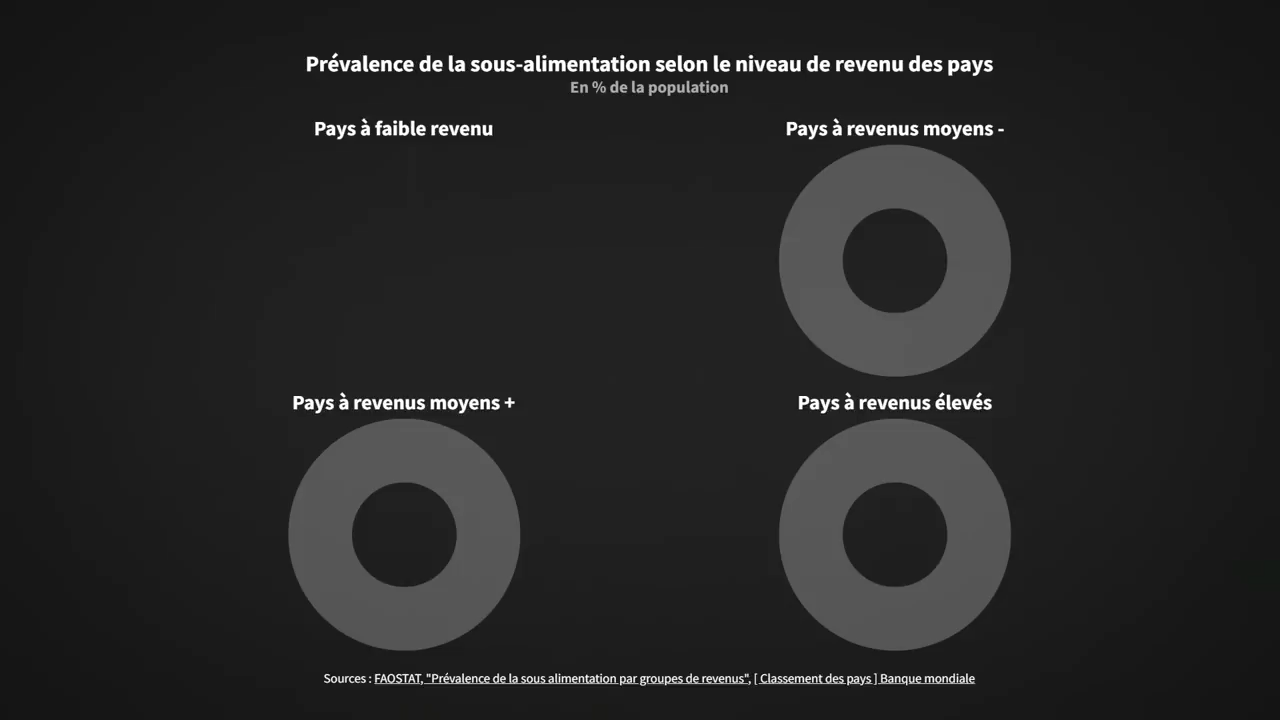 Prévalence de la sous-alimentation selon le niveau de revenu des pays
En % de la population
Pays à faible revenu
Pays à revenus moyens -
Pays à revenus moyens +
Pays à revenus élevés
Sources : FAOSTAT, "Prévalence de la sous alimentation par groupes de revenus", [ Classement des pays ] Banque mondiale